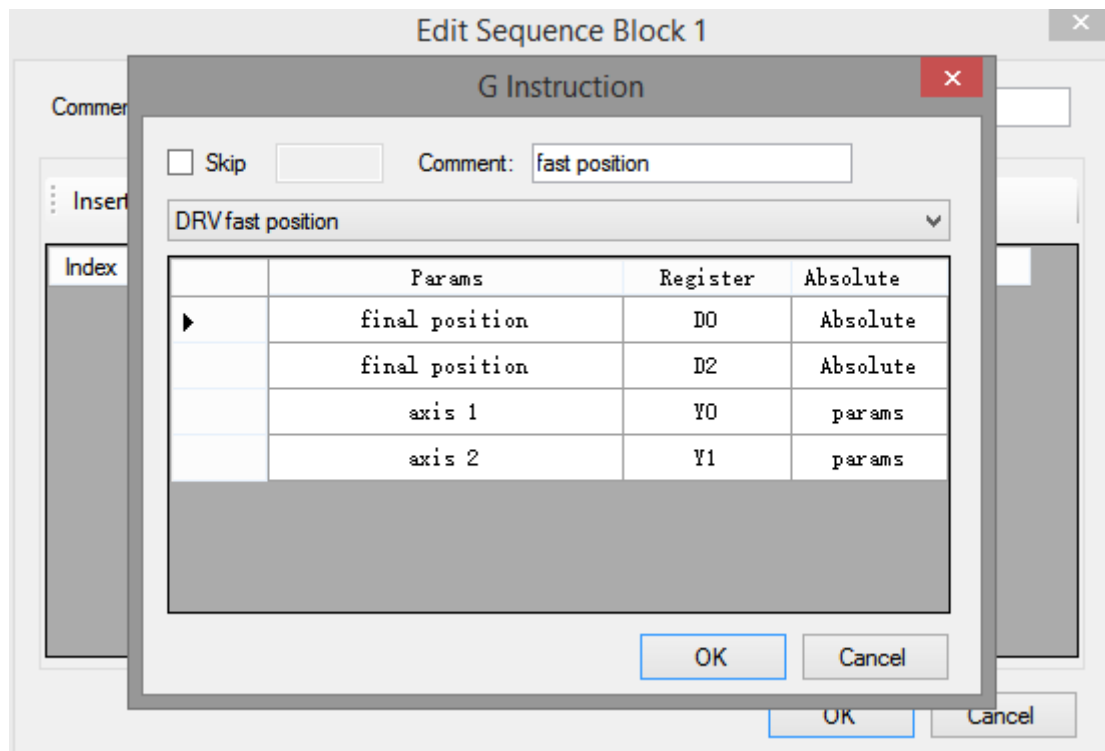 Edit Sequence Block 1
G Instruction
Commen
Skip Comment: fast position
Insert
DRV fast position
Index
Params Register Absolute
final position D0 Absolute
final position D2 Absolute
axis 1 Y0 params
axis 2 Y1 params
OK Cancel
OK Cancel